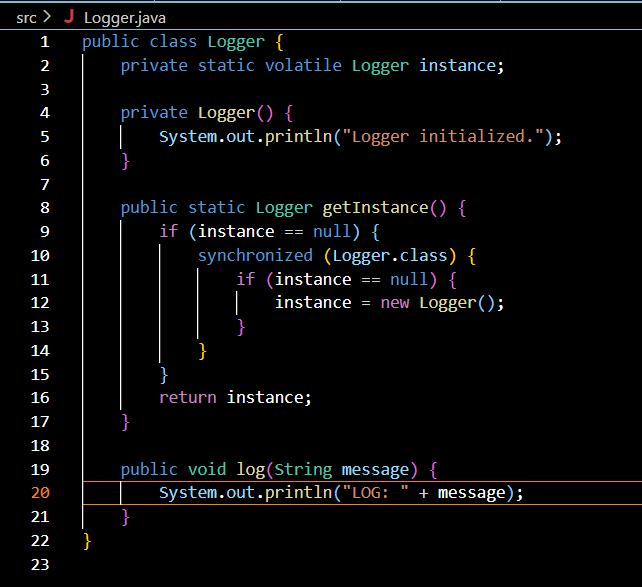 src > J Logger.java
1 public class Logger {
2     private static volatile Logger instance;
3
4     private Logger() {
5         System.out.println("Logger initialized.");
6     }
7
8     public static Logger getInstance() {
9         if (instance == null) {
10             synchronized (Logger.class) {
11                 if (instance == null) {
12                     instance = new Logger();
13                 }
14             }
15         }
16         return instance;
17     }
18
19     public void log(String message) {
20         System.out.println("LOG: " + message);
21     }
22 }
23